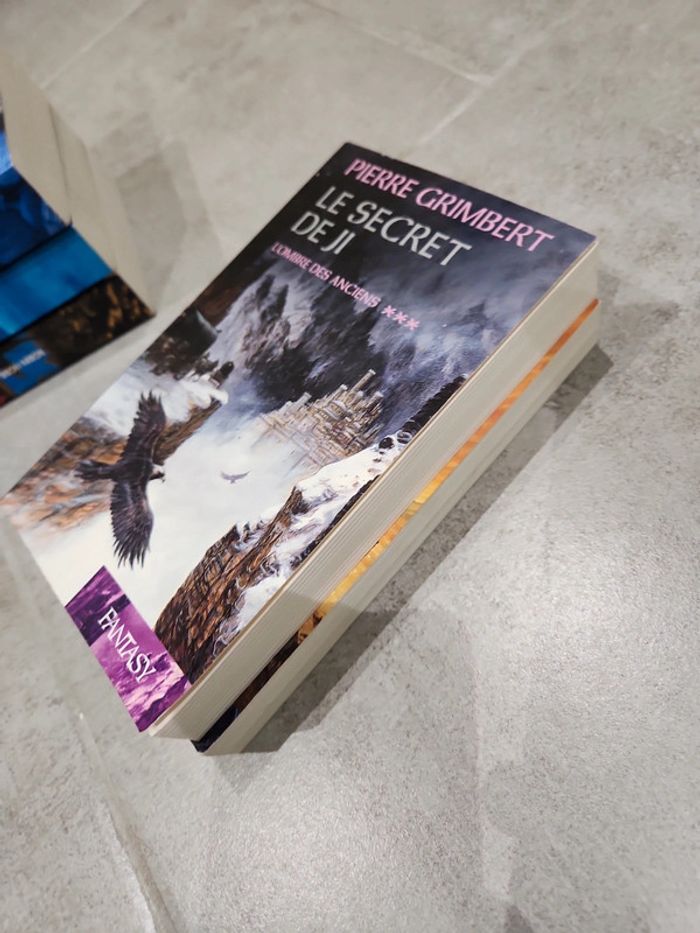 PIERRE GRIMBERT
LE SECRET
DE JI
L'OMBRE DES ANCIENS ***
FANTASY